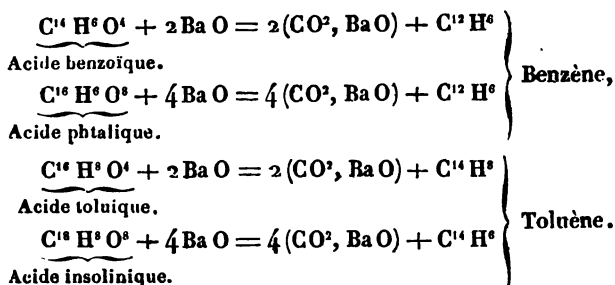 C¹⁴ H⁶ O⁴ + 2 Ba O = 2 (CO², Ba O) + C¹² H⁶
Acide benzoïque.
C¹⁶ H⁶ O⁸ + 4 Ba O = 4 (CO², Ba O) + C¹² H⁶
Acide phtalique.
Benzène,
C¹⁶ H⁸ O⁴ + 2 Ba O = 2 (CO², Ba O) + C¹⁴ H⁸
Acide toluique.
C¹⁸ H⁸ O⁸ + 4 Ba O = 4 (CO², Ba O) + C¹⁴ H⁶
Acide insolinique.
Toluène.